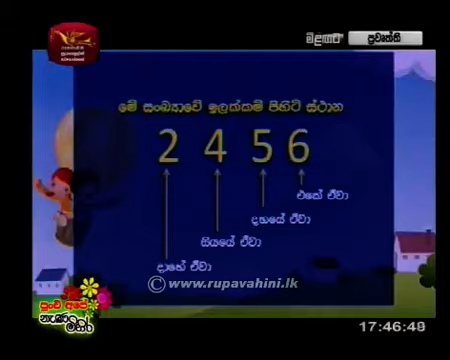 ප්‍රවෘත්ති
මේ සංඛ්‍යාවේ ඉලක්කම් පිහිටි ස්ථාන
2 4 5 6
එකේ ඒවා
දහයේ ඒවා
සියයේ ඒවා
දාහේ ඒවා
© www.rupavahini.lk
පුංචි අපේ
නැණ මිහිර
17:46:49